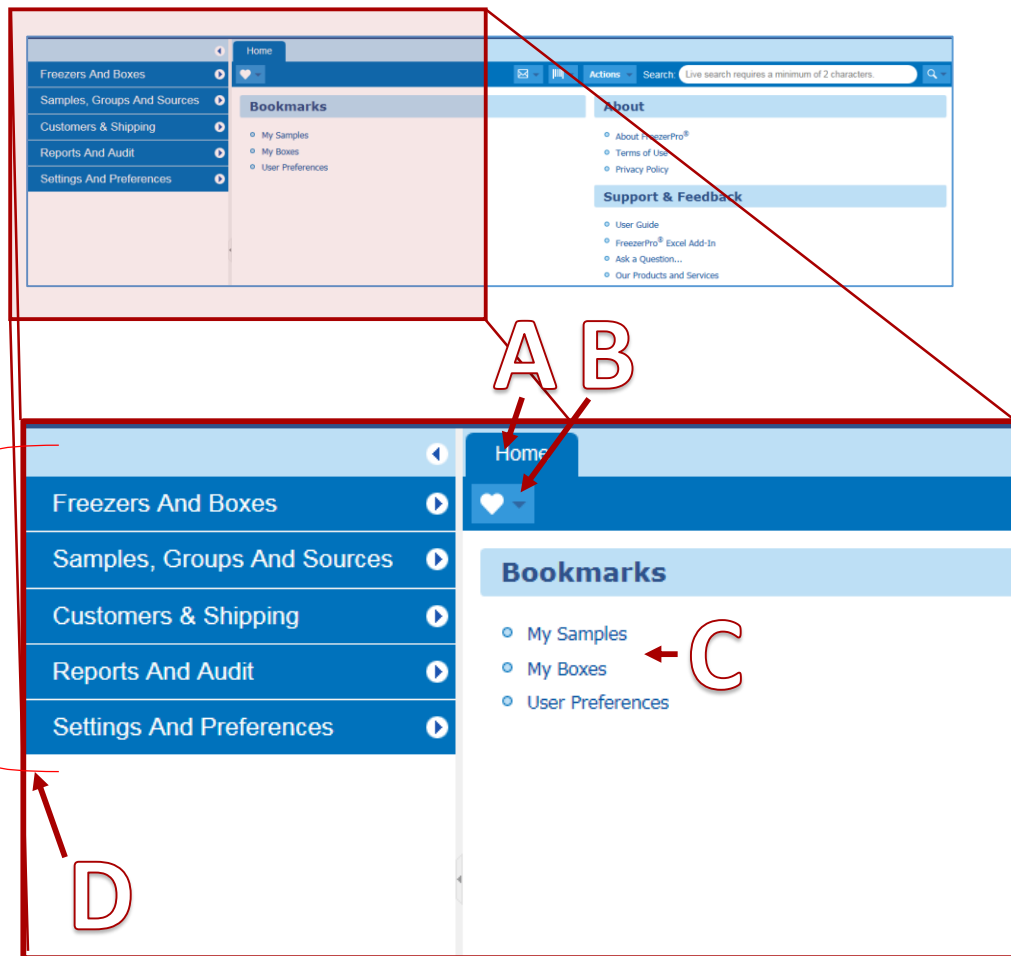 Home
Freezers And Boxes
Actions Search: Live search requires a minimum of 2 characters.
Samples, Groups And Sources
Customers & Shipping
Reports And Audit
Settings And Preferences
Bookmarks
My Samples
My Boxes
User Preferences
About
About FreezerPro®
Terms of Use
Privacy Policy
Support & Feedback
User Guide
FreezerPro® Excel Add-In
Ask a Question...
Our Products and Services
A B
Home
Freezers And Boxes
Samples, Groups And Sources
Customers & Shipping
Reports And Audit
Settings And Preferences
Bookmarks
My Samples
My Boxes
User Preferences
C
D